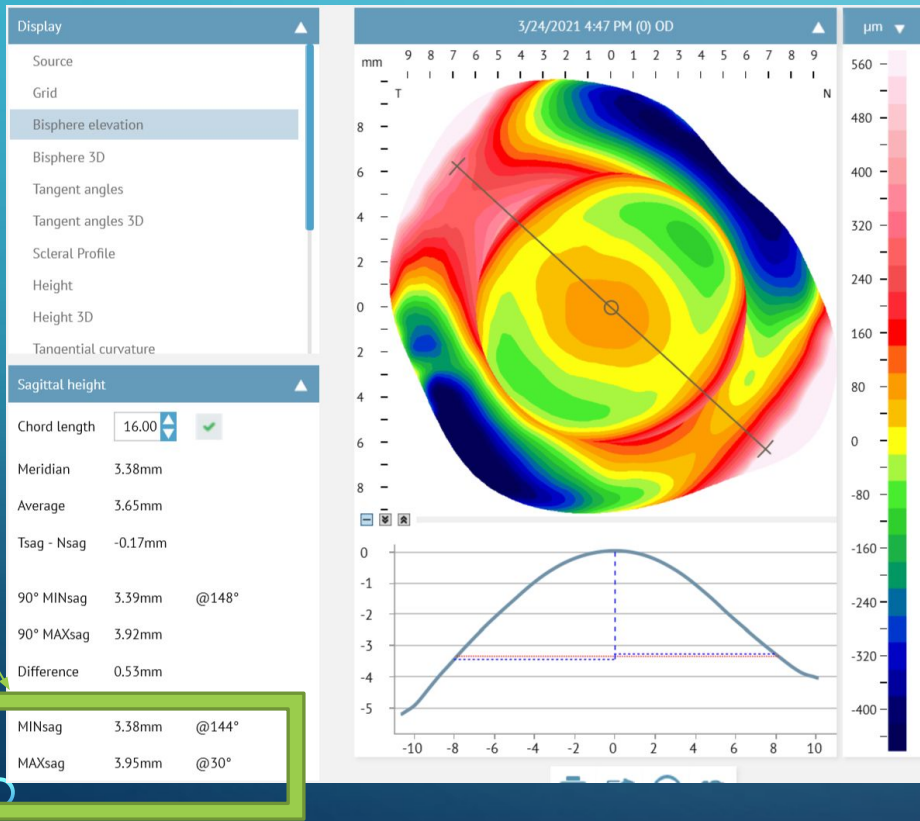 Display
Source
Grid
Bisphere elevation
Bisphere 3D
Tangent angles
Tangent angles 3D
Scleral Profile
Height
Height 3D
Tangential curvature
Sagittal height
Chord length 16.00
Meridian 3.38mm
Average 3.65mm
Tsag - Nsag -0.17mm
90° MINsag 3.39mm @148°
90° MAXsag 3.92mm
Difference 0.53mm
MINsag 3.38mm @144°
MAXsag 3.95mm @30°
3/24/2021 4:47 PM (0) OD
mm 9 8 7 6 5 4 3 2 1 0 1 2 3 4 5 6 7 8 9
T N
8
6
4
2
0
2
4
6
8
0
-1
-2
-3
-4
-5
-10 -8 -6 -4 -2 0 2 4 6 8 10
µm
560
480
400
320
240
160
80
0
-80
-160
-240
-320
-400